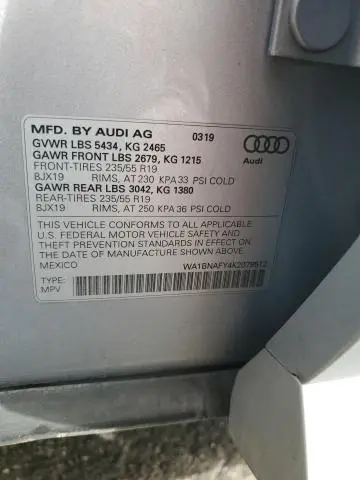 MFD. BY AUDI AG 0319
GVWR LBS 5434, KG 2465
GAWR FRONT LBS 2679, KG 1215
FRONT-TIRES 235/55 R19
8JX19 RIMS, AT 230 KPA 33 PSI COLD
GAWR REAR LBS 3042, KG 1380
REAR-TIRES 235/55 R19
8JX19 RIMS, AT 250 KPA 36 PSI COLD
Audi
THIS VEHICLE CONFORMS TO ALL APPLICABLE
U.S. FEDERAL MOTOR VEHICLE SAFETY AND
THEFT PREVENTION STANDARDS IN EFFECT ON
THE DATE OF MANUFACTURE SHOWN ABOVE.
MEXICO WA1BNAFY4K2079512
TYPE:
MPV